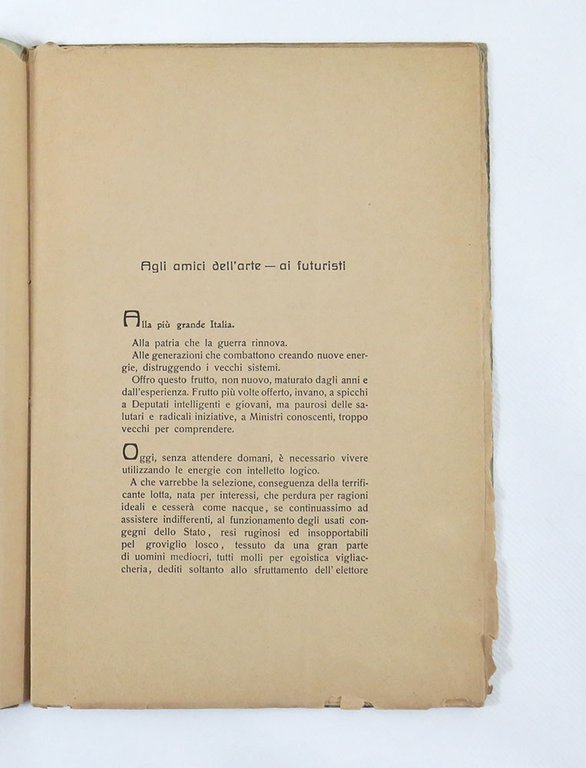 Agli amici dell'arte — ai futuristi
Alla più grande Italia.
Alla patria che la guerra rinnova.
Alle generazioni che combattono creando nuove ener-
gie, distruggendo i vecchi sistemi.
Offro questo frutto, non nuovo, maturato dagli anni e
dall'esperienza. Frutto più volte offerto, invano, a spicchi
a Deputati intelligenti e giovani, ma paurosi delle sa-
lutari e radicali iniziative, a Ministri conoscenti, troppo
vecchi per comprendere.
Oggi, senza attendere domani, è necessario vivere
utilizzando le energie con intelletto logico.
A che varrebbe la selezione, conseguenza della terrifi-
cante lotta, nata per interessi, che perdura per ragioni
ideali e cesserà come nacque, se continuassimo ad
assistere indifferenti, al funzionamento degli usati con-
gegni dello Stato, resi ruginosi ed insopportabili
pel groviglio losco, tessuto da una gran parte
di uomini mediocri, tutti molli per egoistica vigliac-
cheria, dediti soltanto allo sfruttamento dell'elettore